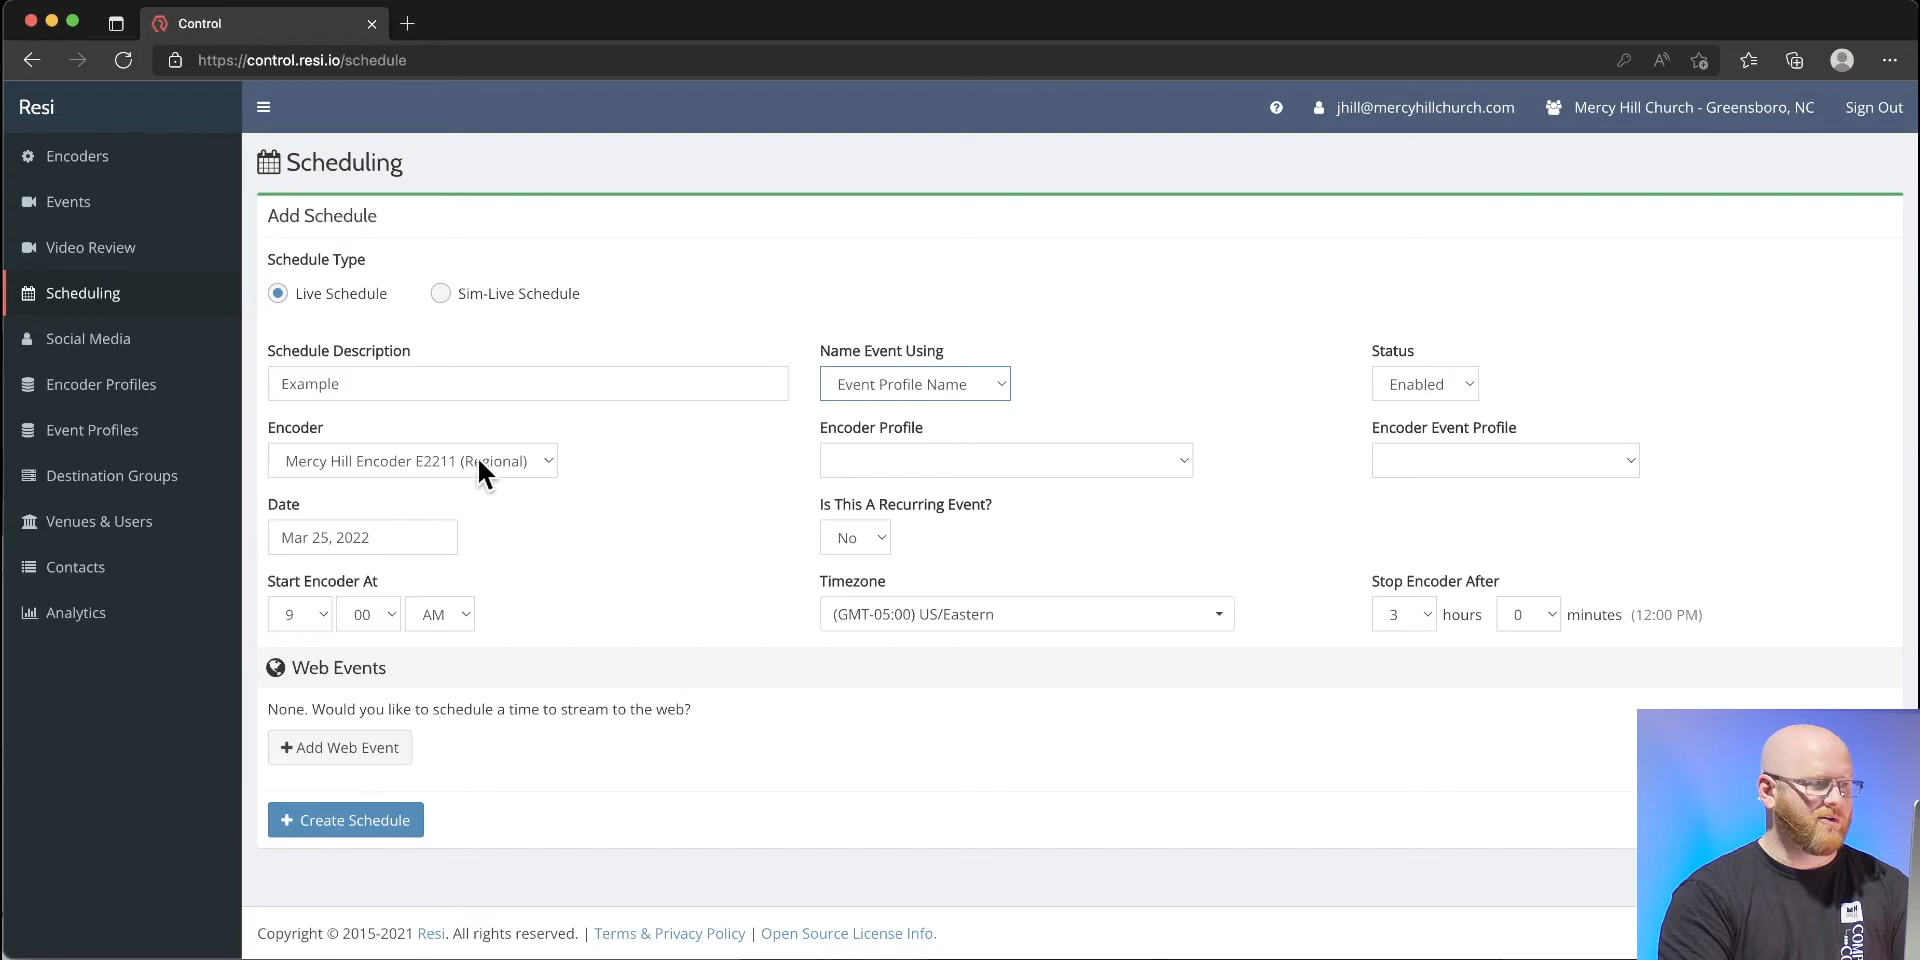 Control
https://control.resi.io/schedule
Resi
jhill@mercyhillchurch.com
Mercy Hill Church - Greensboro, NC
Sign Out
Encoders
Events
Video Review
Scheduling
Social Media
Encoder Profiles
Event Profiles
Destination Groups
Venues & Users
Contacts
Analytics
Scheduling
Add Schedule
Schedule Type
Live Schedule
Sim-Live Schedule
Schedule Description
Name Event Using
Status
Example
Event Profile Name
Enabled
Encoder
Encoder Profile
Encoder Event Profile
Mercy Hill Encoder E2211 (Regional)
Date
Is This A Recurring Event?
Mar 25, 2022
No
Start Encoder At
Timezone
Stop Encoder After
9 00 AM
(GMT-05:00) US/Eastern
3 hours 0 minutes (12:00 PM)
Web Events
None. Would you like to schedule a time to stream to the web?
+ Add Web Event
+ Create Schedule
Copyright © 2015-2021 Resi. All rights reserved. | Terms & Privacy Policy | Open Source License Info.